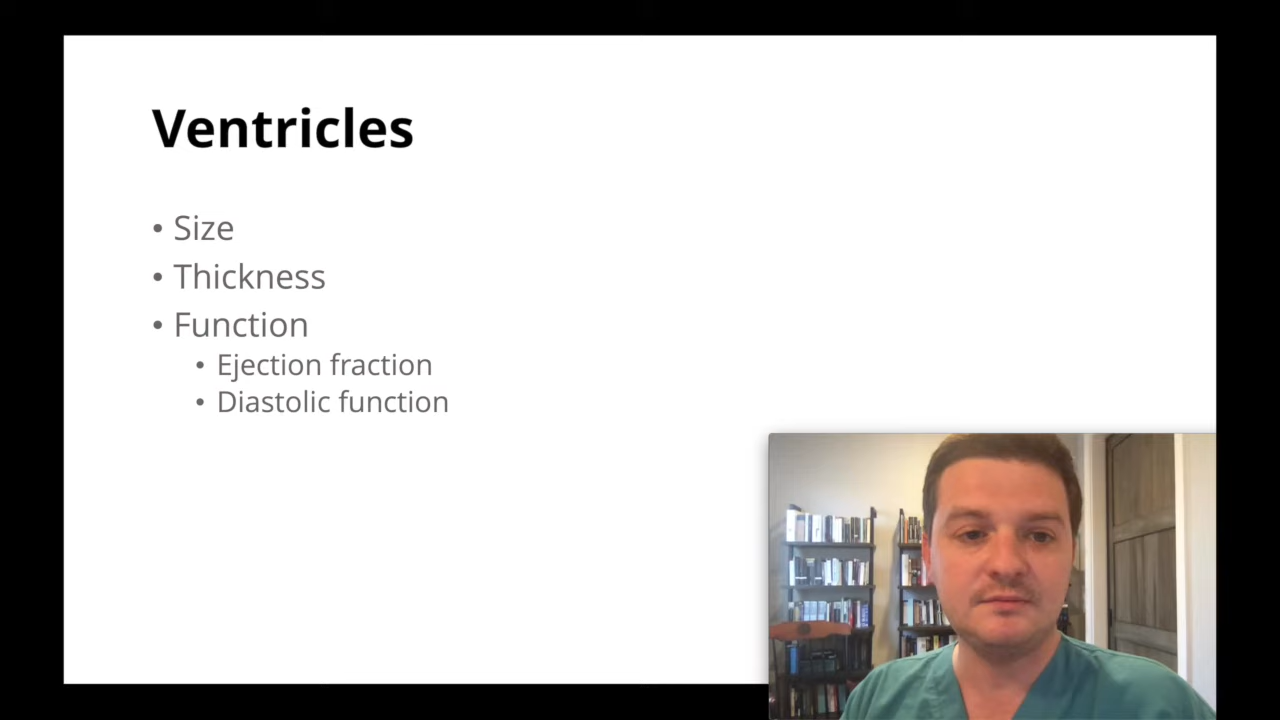 Ventricles
• Size
• Thickness
• Function
• Ejection fraction
• Diastolic function